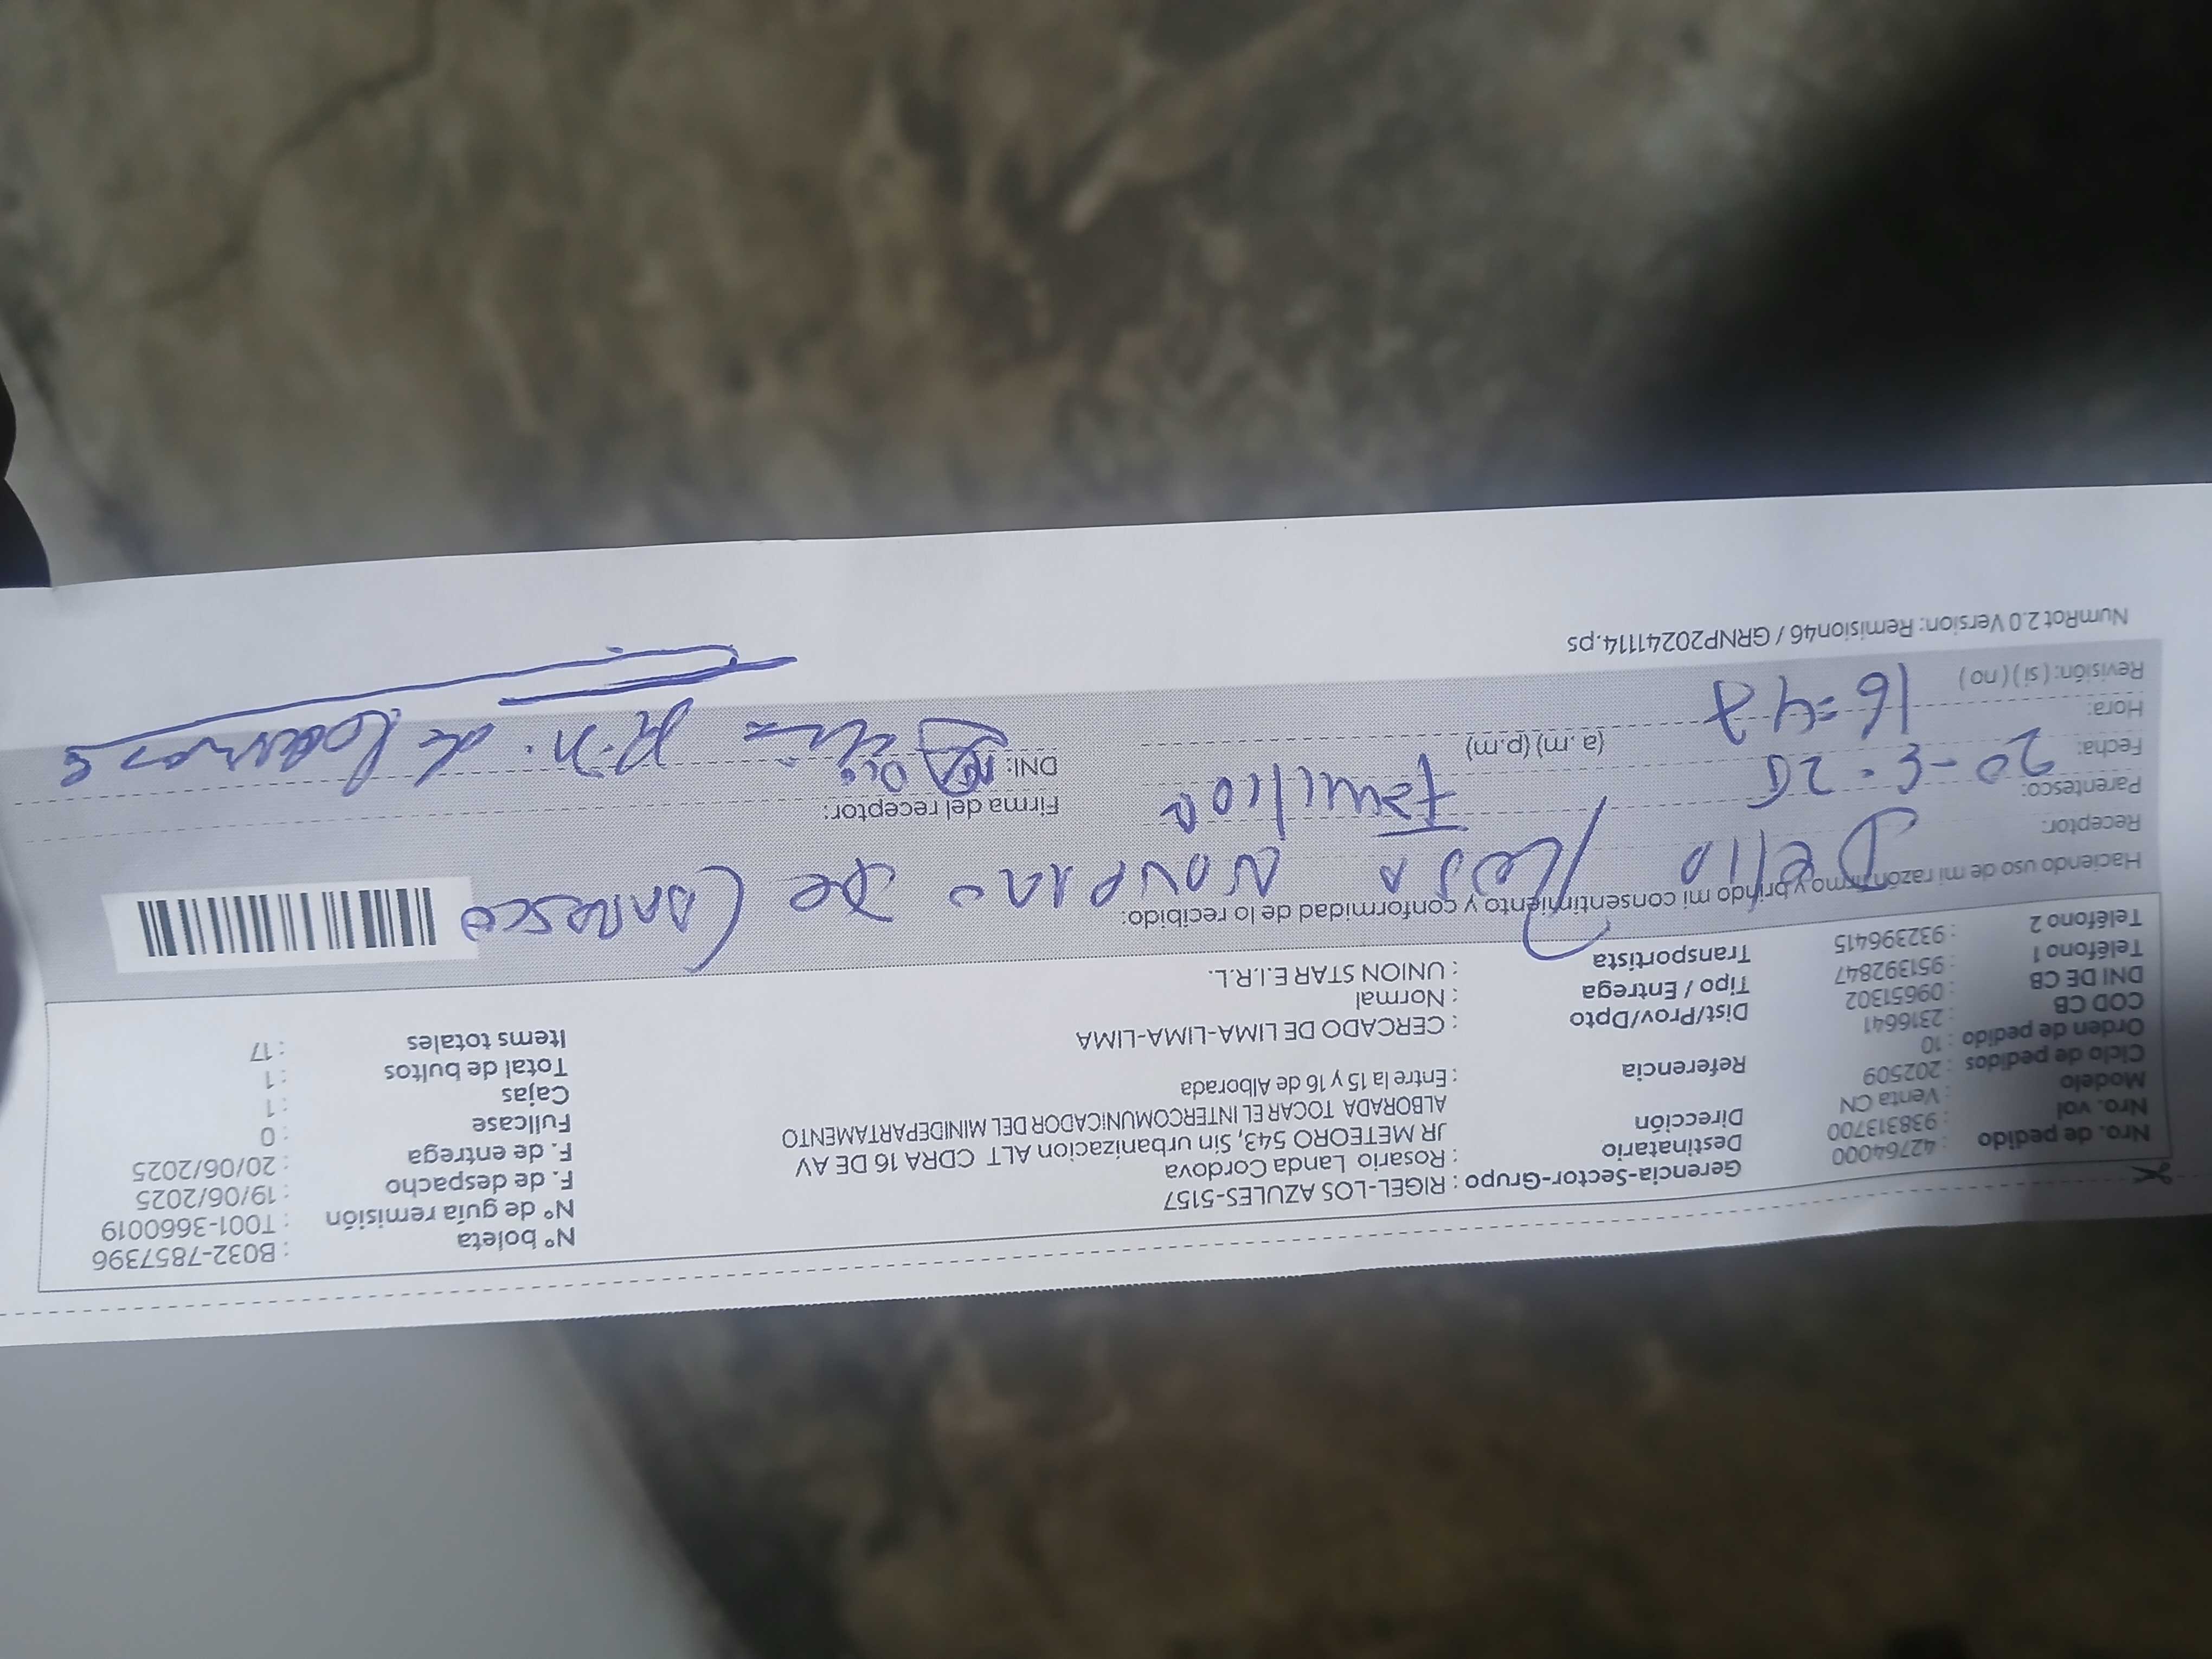 Nro. de pedido : 42764000
Nro. vol : 938313700
Modelo : Venta CN
Ciclo de pedidos : 202509
Orden de pedido : 10
COD CB : 2316641
DNI DE CB : 09651302
Teléfono 1 : 951392847
Teléfono 2 : 932396415
Gerencia-Sector-Grupo : RIGEL-LOS AZULES-5157
Destinatario : Rosario Landa Cordova
Dirección JR METEORO 543, Sin urbanizacion ALT CDRA 16 DE AV
ALBORADA TOCAR EL INTERCOMUNICADOR DEL MINIDEPARTAMENTO
Referencia : Entre la 15 y 16 de Alborada
Dist/Prov/Dpto : CERCADO DE LIMA-LIMA-LIMA
Tipo / Entrega : Normal
Transportista : UNION STAR E.I.R.L.
N° boleta : B032-7857396
N° de guía remisión : T001-3660019
F. de despacho : 19/06/2025
F. de entrega : 20/06/2025
Fullcase : 0
Cajas : 1
Total de bultos : 1
Items totales : 17
Haciendo uso de mi razón firmo y brindo mi consentimiento y conformidad de lo recibido:
Receptor: Delia Rosa De
Parentesco: Familiar
Fecha:
Hora: 16=47 (a.m) (p.m)
Revisión: ( si ) ( no )
Firma del receptor:
DNI:
NumRot 2.0 Version: Remision46 / GRNP20241114.ps